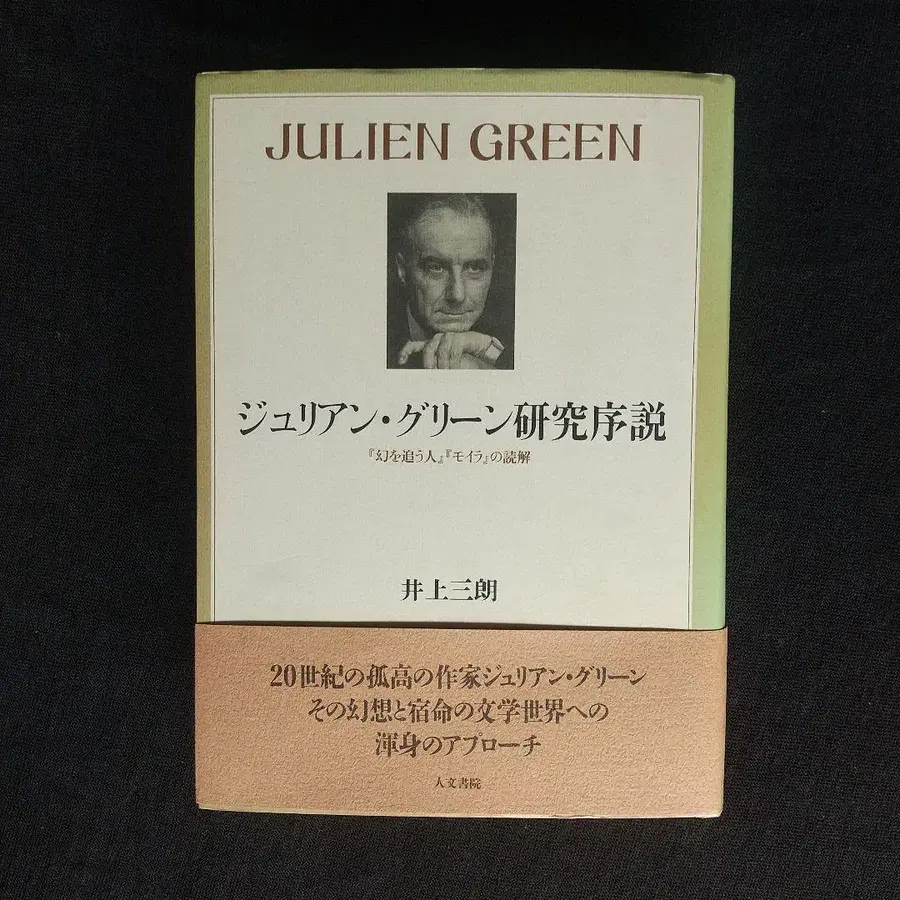 JULIEN GREEN
ジュリアン・グリーン研究序説
『幻を追う人』『モイラ』の読解
井上三朗
20世紀の孤高の作家ジュリアン・グリーン
その幻想と宿命の文学世界への
渾身のアプローチ
人文書院